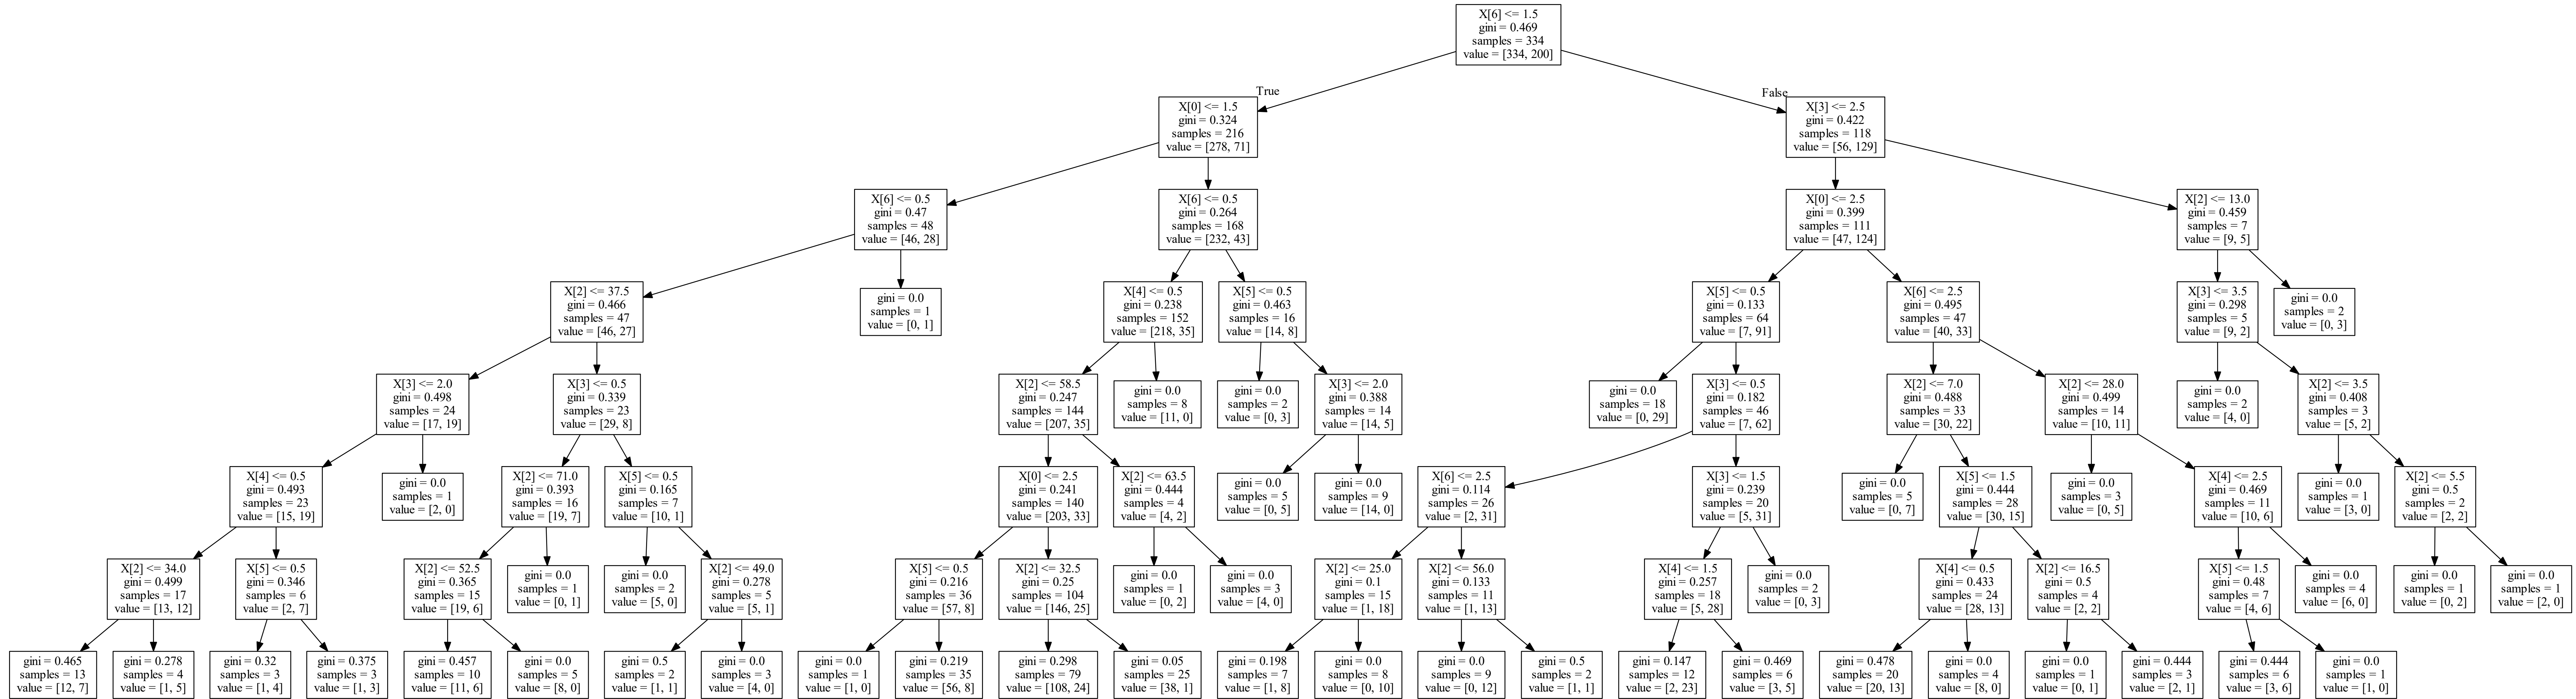 X[6] <= 1.5
gini = 0.469
samples = 334
value = [334, 200]
True
False
X[0] <= 1.5
gini = 0.324
samples = 216
value = [278, 71]
X[3] <= 2.5
gini = 0.422
samples = 118
value = [56, 129]
X[6] <= 0.5
gini = 0.47
samples = 48
value = [46, 28]
X[6] <= 0.5
gini = 0.264
samples = 168
value = [232, 43]
X[0] <= 2.5
gini = 0.399
samples = 111
value = [47, 124]
X[2] <= 13.0
gini = 0.459
samples = 7
value = [9, 5]
X[2] <= 37.5
gini = 0.466
samples = 47
value = [46, 27]
gini = 0.0
samples = 1
value = [0, 1]
X[4] <= 0.5
gini = 0.238
samples = 152
value = [218, 35]
X[5] <= 0.5
gini = 0.463
samples = 16
value = [14, 8]
X[5] <= 0.5
gini = 0.133
samples = 64
value = [7, 91]
X[6] <= 2.5
gini = 0.495
samples = 47
value = [40, 33]
X[3] <= 3.5
gini = 0.298
samples = 5
value = [9, 2]
gini = 0.0
samples = 2
value = [0, 3]
X[3] <= 2.0
gini = 0.498
samples = 24
value = [17, 19]
X[3] <= 0.5
gini = 0.339
samples = 23
value = [29, 8]
X[2] <= 58.5
gini = 0.247
samples = 144
value = [207, 35]
gini = 0.0
samples = 8
value = [11, 0]
gini = 0.0
samples = 2
value = [0, 3]
X[3] <= 2.0
gini = 0.388
samples = 14
value = [14, 5]
gini = 0.0
samples = 18
value = [0, 29]
X[3] <= 0.5
gini = 0.182
samples = 46
value = [7, 62]
X[2] <= 7.0
gini = 0.488
samples = 33
value = [30, 22]
X[2] <= 28.0
gini = 0.499
samples = 14
value = [10, 11]
gini = 0.0
samples = 2
value = [4, 0]
X[2] <= 3.5
gini = 0.408
samples = 3
value = [5, 2]
X[4] <= 0.5
gini = 0.493
samples = 23
value = [15, 19]
gini = 0.0
samples = 1
value = [2, 0]
X[2] <= 71.0
gini = 0.393
samples = 16
value = [19, 7]
X[5] <= 0.5
gini = 0.165
samples = 7
value = [10, 1]
X[0] <= 2.5
gini = 0.241
samples = 140
value = [203, 33]
X[2] <= 63.5
gini = 0.444
samples = 4
value = [4, 2]
gini = 0.0
samples = 5
value = [0, 5]
gini = 0.0
samples = 9
value = [14, 0]
X[6] <= 2.5
gini = 0.114
samples = 26
value = [2, 31]
X[3] <= 1.5
gini = 0.239
samples = 20
value = [5, 31]
gini = 0.0
samples = 5
value = [0, 7]
X[5] <= 1.5
gini = 0.444
samples = 28
value = [30, 15]
gini = 0.0
samples = 3
value = [0, 5]
X[4] <= 2.5
gini = 0.469
samples = 11
value = [10, 6]
gini = 0.0
samples = 1
value = [3, 0]
X[2] <= 5.5
gini = 0.5
samples = 2
value = [2, 2]
X[2] <= 34.0
gini = 0.499
samples = 17
value = [13, 12]
X[5] <= 0.5
gini = 0.346
samples = 6
value = [2, 7]
X[2] <= 52.5
gini = 0.365
samples = 15
value = [19, 6]
gini = 0.0
samples = 1
value = [0, 1]
gini = 0.0
samples = 2
value = [5, 0]
X[2] <= 49.0
gini = 0.278
samples = 5
value = [5, 1]
X[5] <= 0.5
gini = 0.216
samples = 36
value = [57, 8]
X[2] <= 32.5
gini = 0.25
samples = 104
value = [146, 25]
gini = 0.0
samples = 1
value = [0, 2]
gini = 0.0
samples = 3
value = [4, 0]
X[2] <= 25.0
gini = 0.1
samples = 15
value = [1, 18]
X[2] <= 56.0
gini = 0.133
samples = 11
value = [1, 13]
X[4] <= 1.5
gini = 0.257
samples = 18
value = [5, 28]
gini = 0.0
samples = 2
value = [0, 3]
X[4] <= 0.5
gini = 0.433
samples = 24
value = [28, 13]
X[2] <= 16.5
gini = 0.5
samples = 4
value = [2, 2]
X[5] <= 1.5
gini = 0.48
samples = 7
value = [4, 6]
gini = 0.0
samples = 4
value = [6, 0]
gini = 0.0
samples = 1
value = [0, 2]
gini = 0.0
samples = 1
value = [2, 0]
gini = 0.465
samples = 13
value = [12, 7]
gini = 0.278
samples = 4
value = [1, 5]
gini = 0.32
samples = 3
value = [1, 4]
gini = 0.375
samples = 3
value = [1, 3]
gini = 0.457
samples = 10
value = [11, 6]
gini = 0.0
samples = 5
value = [8, 0]
gini = 0.5
samples = 2
value = [1, 1]
gini = 0.0
samples = 3
value = [4, 0]
gini = 0.0
samples = 1
value = [1, 0]
gini = 0.219
samples = 35
value = [56, 8]
gini = 0.298
samples = 79
value = [108, 24]
gini = 0.05
samples = 25
value = [38, 1]
gini = 0.198
samples = 7
value = [1, 8]
gini = 0.0
samples = 8
value = [0, 10]
gini = 0.0
samples = 9
value = [0, 12]
gini = 0.5
samples = 2
value = [1, 1]
gini = 0.147
samples = 12
value = [2, 23]
gini = 0.469
samples = 6
value = [3, 5]
gini = 0.478
samples = 20
value = [20, 13]
gini = 0.0
samples = 4
value = [8, 0]
gini = 0.0
samples = 1
value = [0, 1]
gini = 0.444
samples = 3
value = [2, 1]
gini = 0.444
samples = 6
value = [3, 6]
gini = 0.0
samples = 1
value = [1, 0]